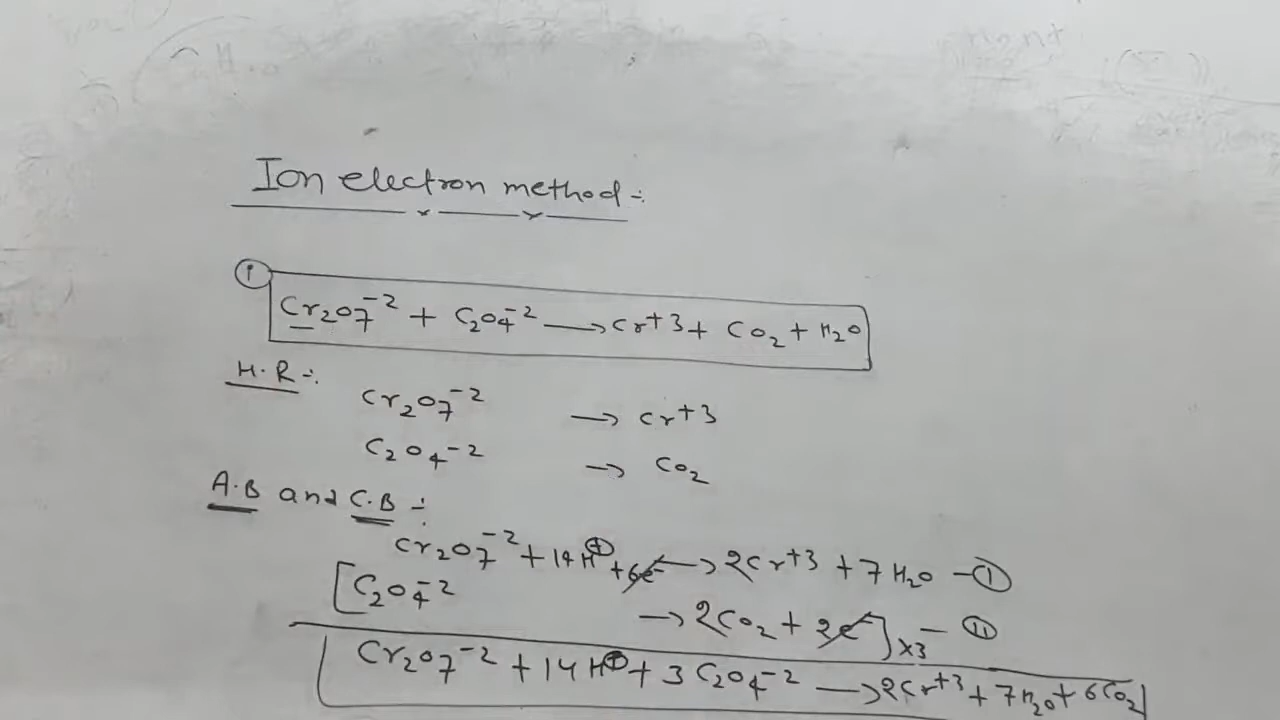 Ion electron method :-
① Cr₂O₇⁻² + C₂O₄⁻² → Cr⁺³ + CO₂ + H₂O
H.R :-
Cr₂O₇⁻² → Cr⁺³
C₂O₄⁻² → CO₂
A.B and C.B :-
Cr₂O₇⁻² + 14H⁺ + 6e⁻ → 2Cr⁺³ + 7H₂O — Ⓘ
[C₂O₄⁻² → 2CO₂ + 2e⁻]×3 — Ⓘⓘ
Cr₂O₇⁻² + 14H⁺ + 3C₂O₄⁻² → 2Cr⁺³ + 7H₂O + 6CO₂